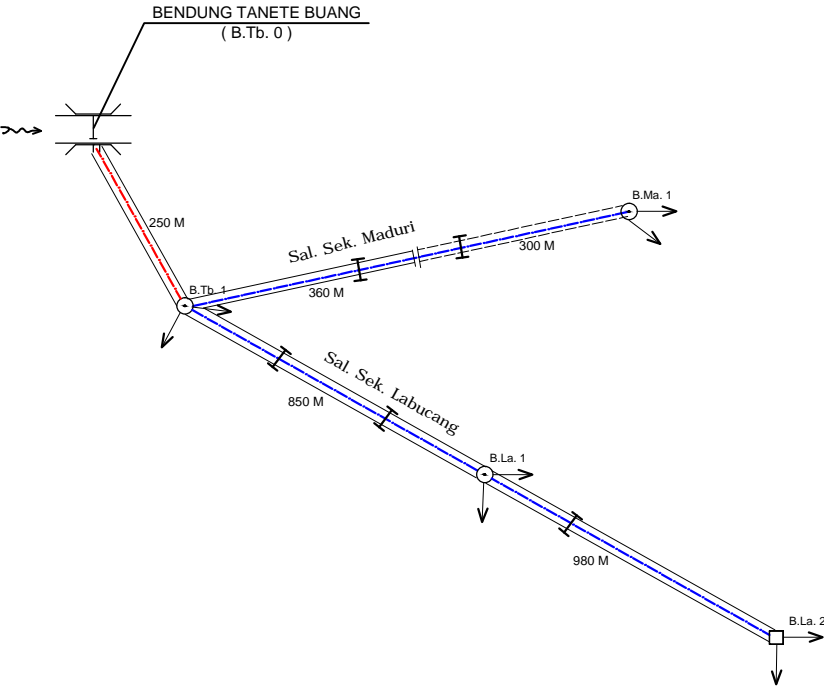 BENDUNG TANETE BUANG
( B.Tb. 0 )
B.Ma. 1
250 M
Sal. Sek. Maduri
300 M
B.Tb. 1
360 M
Sal. Sek. Labucang
850 M
B.La. 1
980 M
B.La. 2